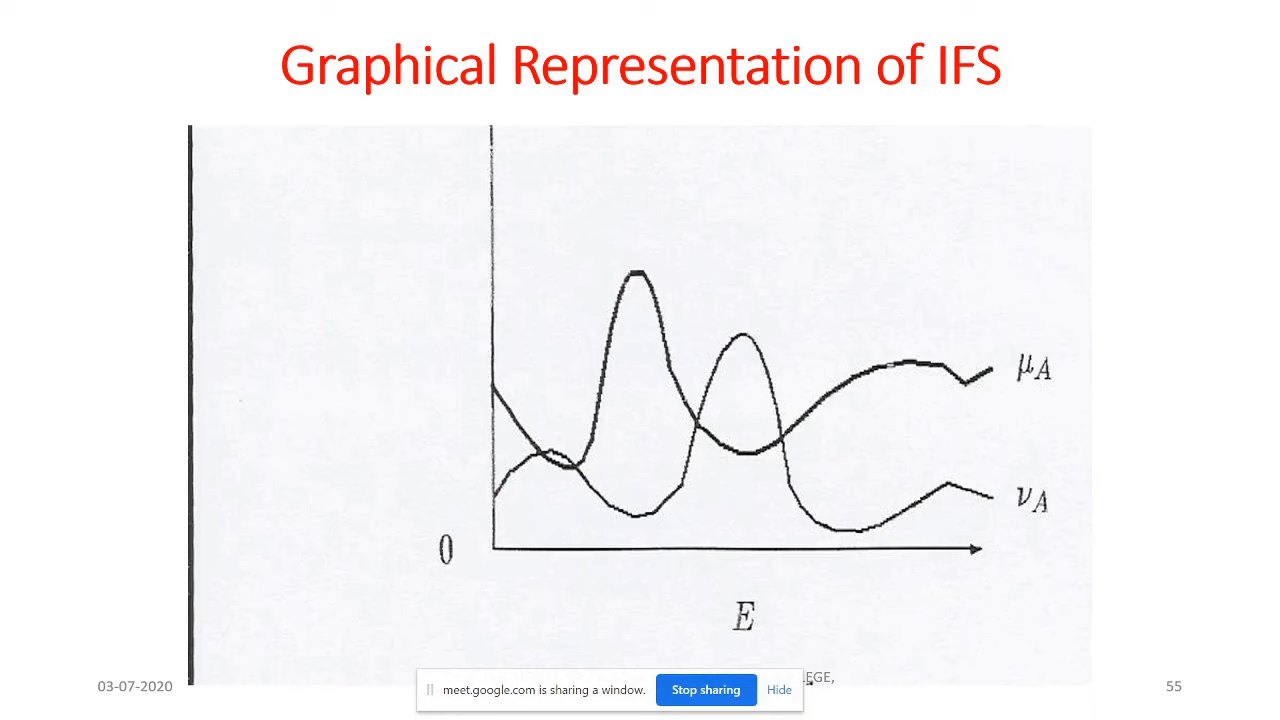 Graphical Representation of IFS
μA
νA
0
E
03-07-2020
meet.google.com is sharing a window.
Stop sharing
Hide
55